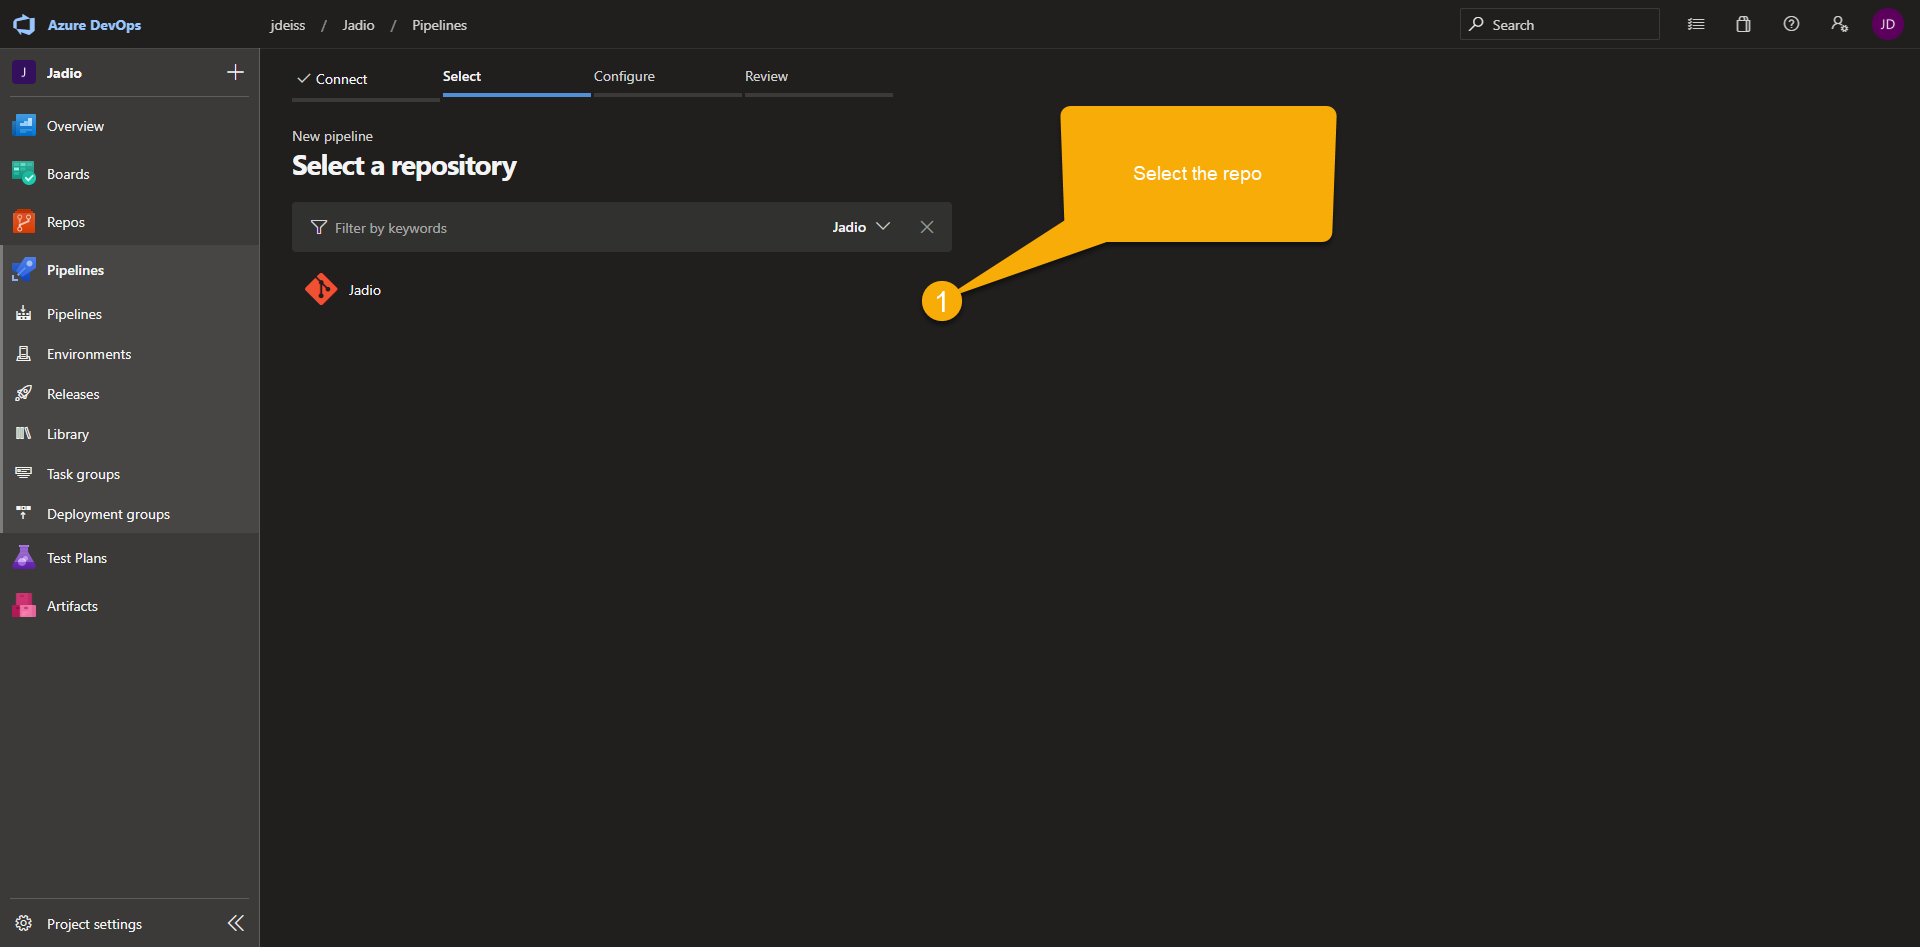 Azure DevOps
jdeiss / Jadio / Pipelines
Search
JD
J Jadio
Connect
Select
Configure
Review
New pipeline
Select a repository
Filter by keywords
Jadio
Jadio
Select the repo
1
Overview
Boards
Repos
Pipelines
Pipelines
Environments
Releases
Library
Task groups
Deployment groups
Test Plans
Artifacts
Project settings